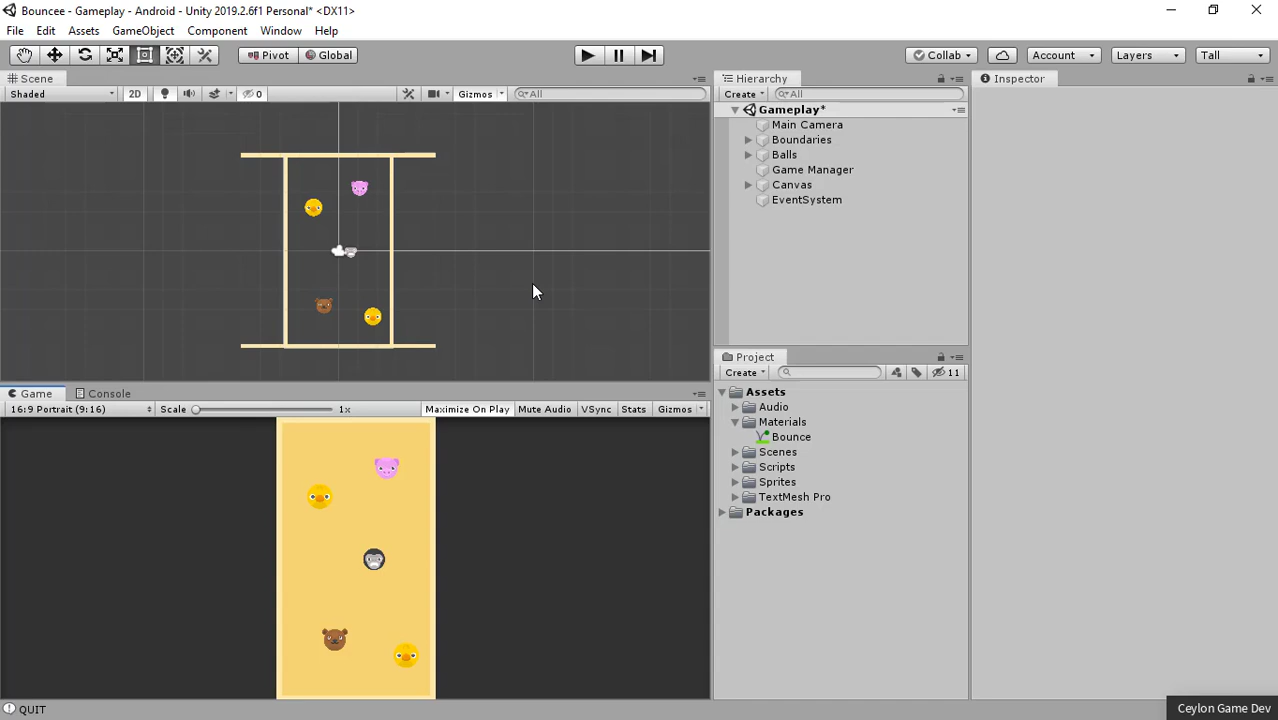 Bouncee - Gameplay - Android - Unity 2019.2.6f1 Personal* <DX11>
File Edit Assets GameObject Component Window Help
Pivot Global Collab Account Layers Tall
Scene
Shaded 2D 0 Gizmos All
Hierarchy
Create All
Gameplay*
Main Camera
Boundaries
Balls
Game Manager
Canvas
EventSystem
Inspector
Game Console
16:9 Portrait (9:16) Scale 1x Maximize On Play Mute Audio VSync Stats Gizmos
Project
Create 11
Assets
Audio
Materials
Bounce
Scenes
Scripts
Sprites
TextMesh Pro
Packages
QUIT
Ceylon Game Dev